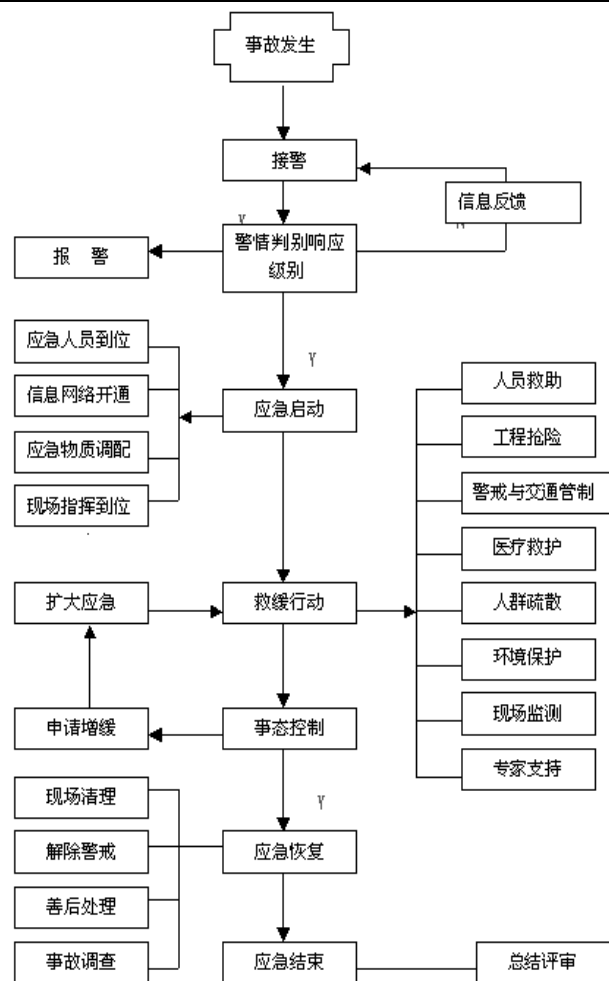 事故发生
接警
信息反馈
Y
警情判别响应
级别
报 警
Y
应急人员到位
信息网络开通
应急物质调配
现场指挥到位
应急启动
人员救助
工程抢险
警戒与交通管制
医疗救护
人群疏散
环境保护
现场监测
专家支持
扩大应急
救缓行动
申请增缓
事态控制
Y
现场清理
解除警戒
善后处理
事故调查
应急恢复
应急结束
总结评审